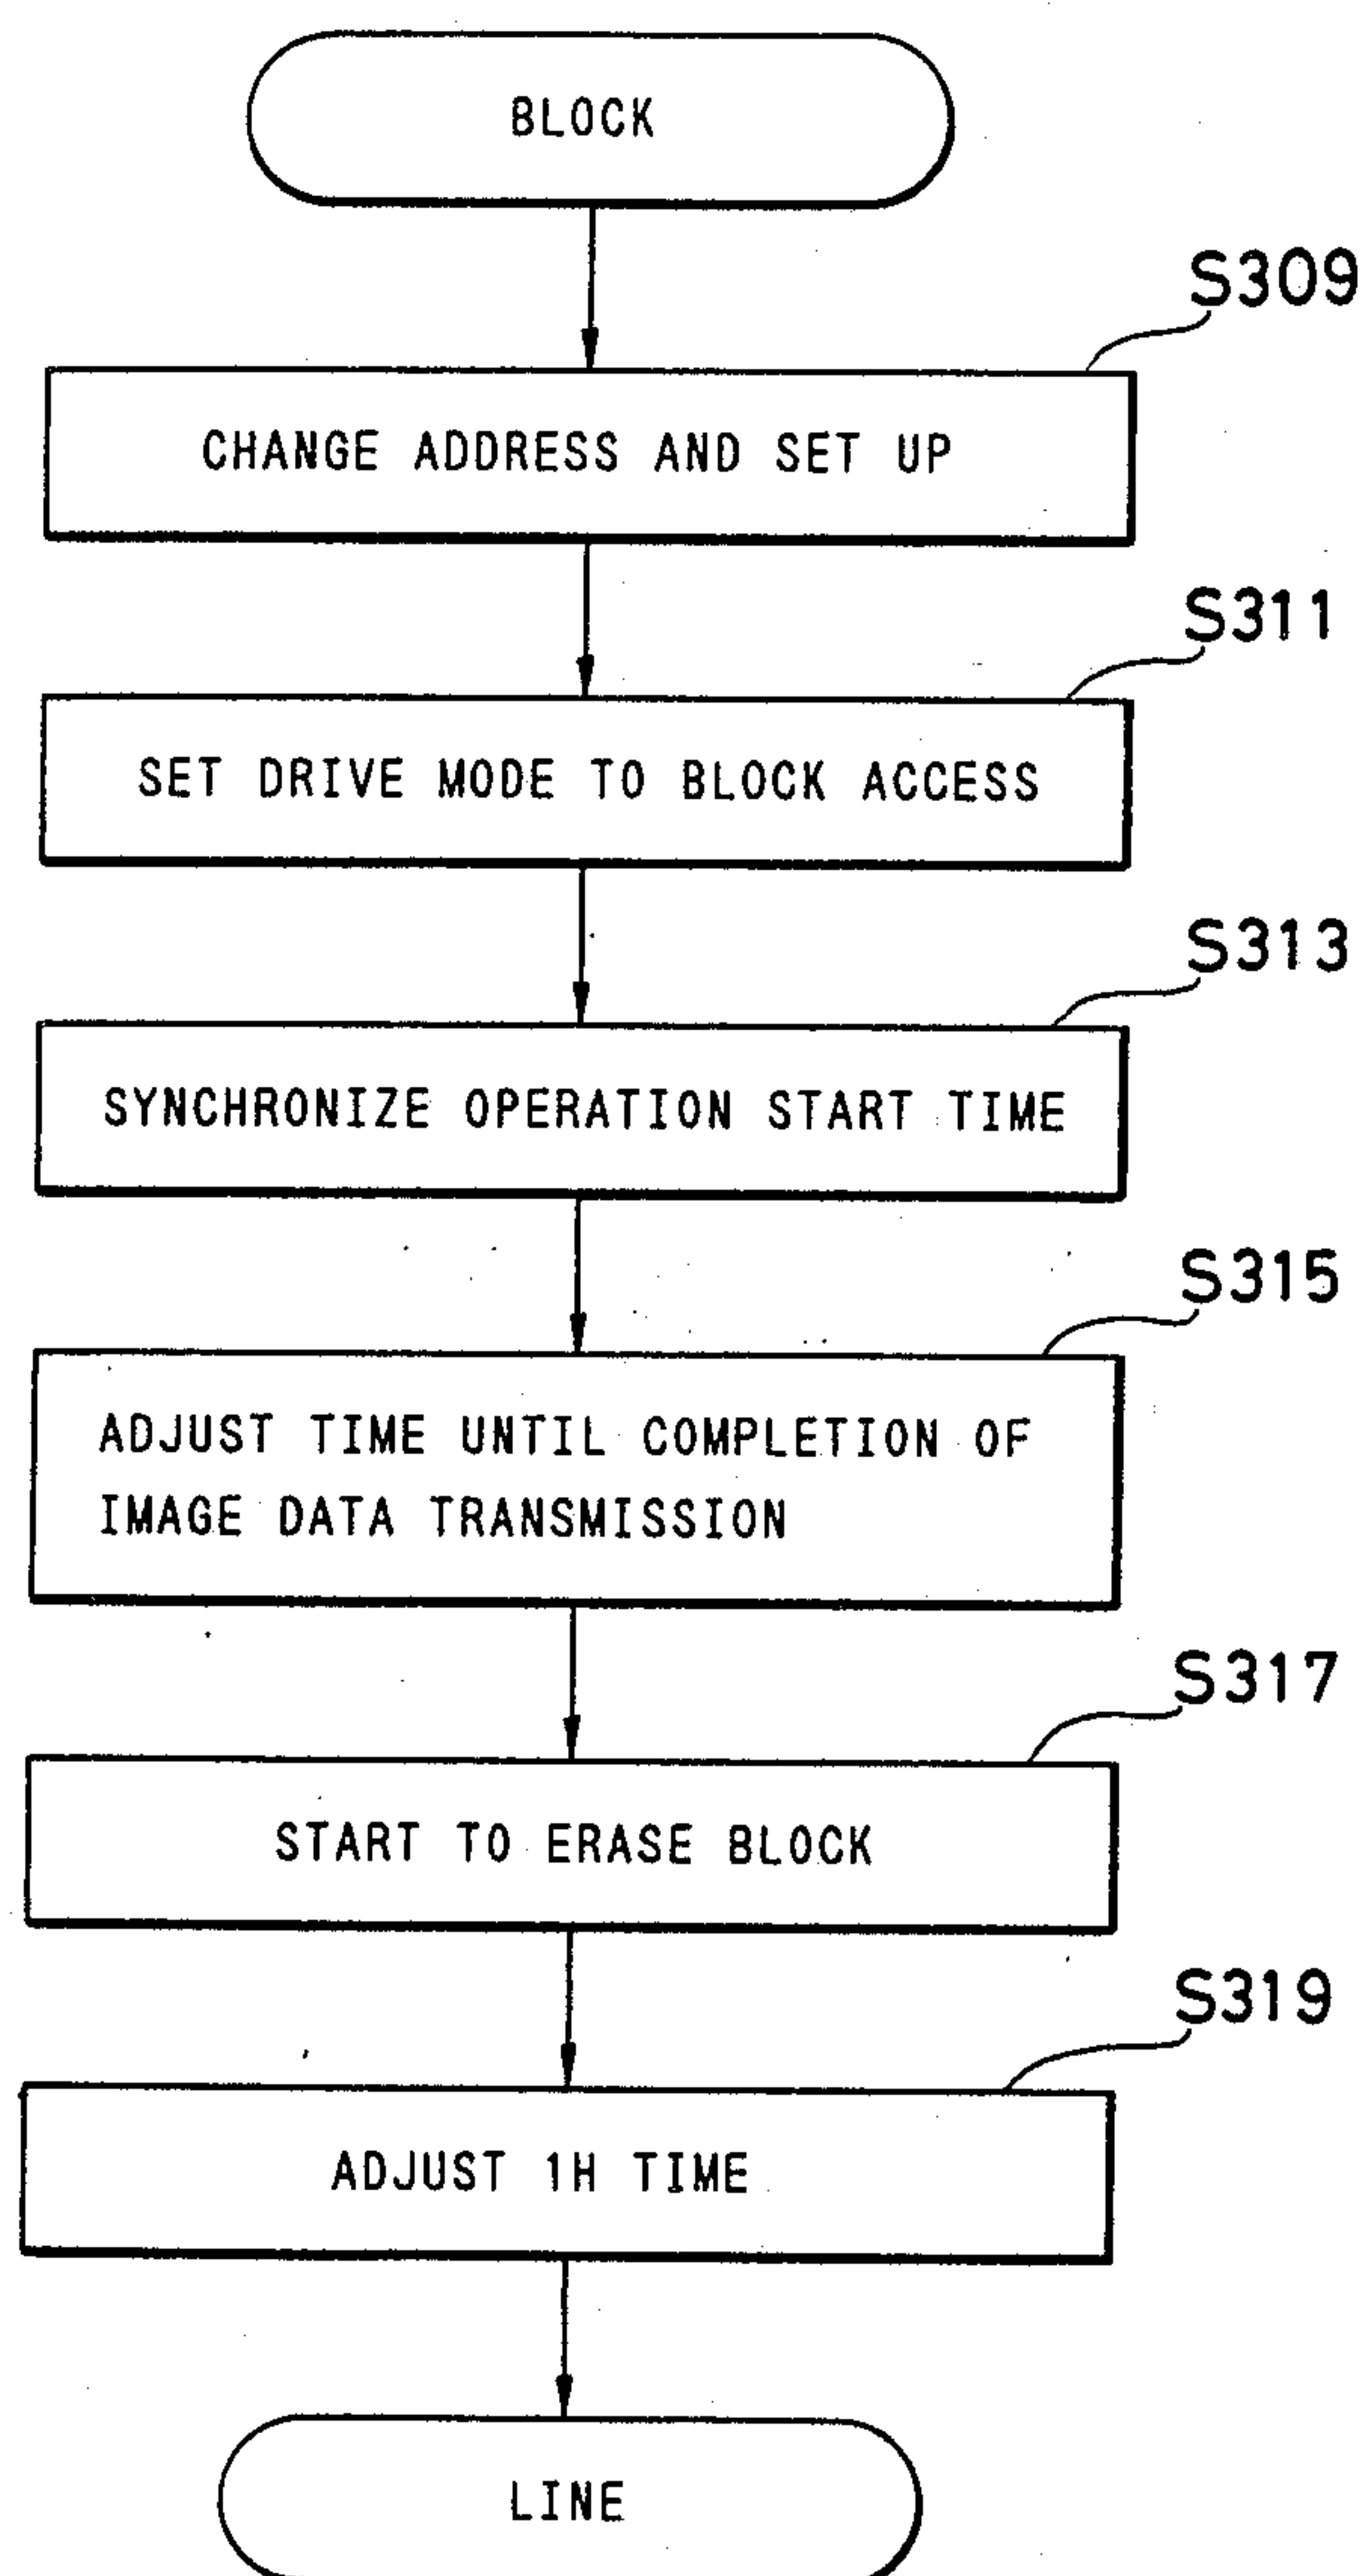 BLOCK
S309
CHANGE ADDRESS AND SET UP
S311
SET DRIVE MODE TO BLOCK ACCESS
S313
SYNCHRONIZE OPERATION START TIME
S315
ADJUST TIME UNTIL COMPLETION OF
IMAGE DATA TRANSMISSION
S317
START TO ERASE BLOCK
S319
ADJUST 1H TIME
LINE